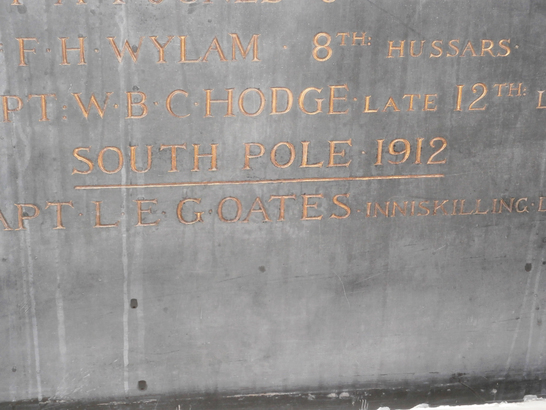 F·H·WYLAM · 8TH: HUSSARS·
PT: W·B·C·HODGE·LATE 12TH: L
SOUTH POLE·1912
APT·L·E·G·OATES·INNISKILLING·